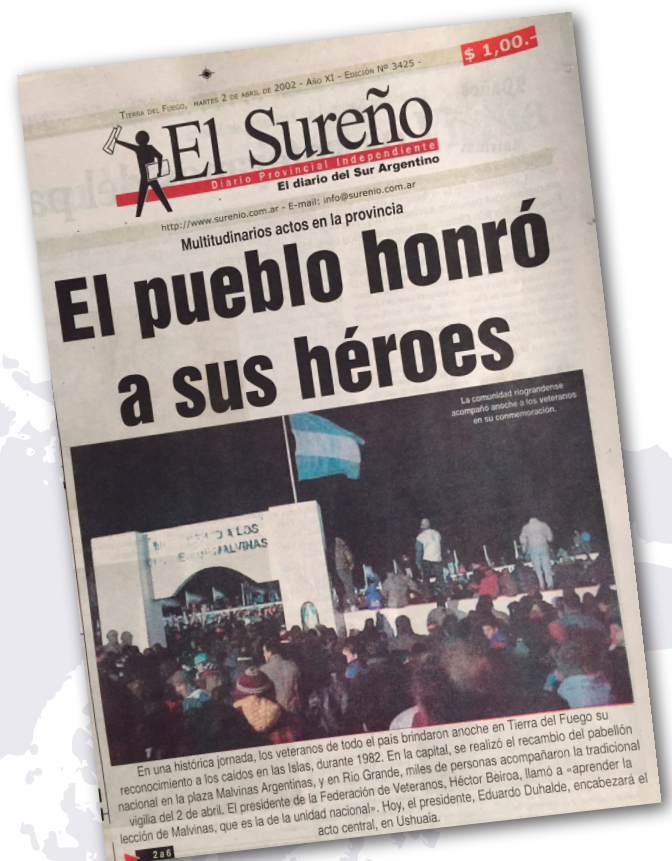 $ 1,00.-
TIERRA DEL FUEGO, MARTES 2 DE ABRIL DE 2002 - AÑO XI - EDICIÓN Nº 3425 -
El Sureño
Diario Provincial Independiente
El diario del Sur Argentino
http://www.surenio.com.ar - E-mail: info@surenio.com.ar
Multitudinarios actos en la provincia
El pueblo honró
a sus héroes
La comunidad riograndense
acompañó anoche a los veteranos
en su conmemoración.
A LOS
MALVINAS
En una histórica jornada, los veteranos de todo el país brindaron anoche en Tierra del Fuego su
reconocimiento a los caídos en las Islas, durante 1982. En la capital, se realizó el recambio del pabellón
nacional en la plaza Malvinas Argentinas, y en Río Grande, miles de personas acompañaron la tradicional
vigilia del 2 de abril. El presidente de la Federación de Veteranos, Héctor Beiroa, llamó a «aprender la
lección de Malvinas, que es la de la unidad nacional». Hoy, el presidente, Eduardo Duhalde, encabezará el
acto central, en Ushuaia.
2 a 6